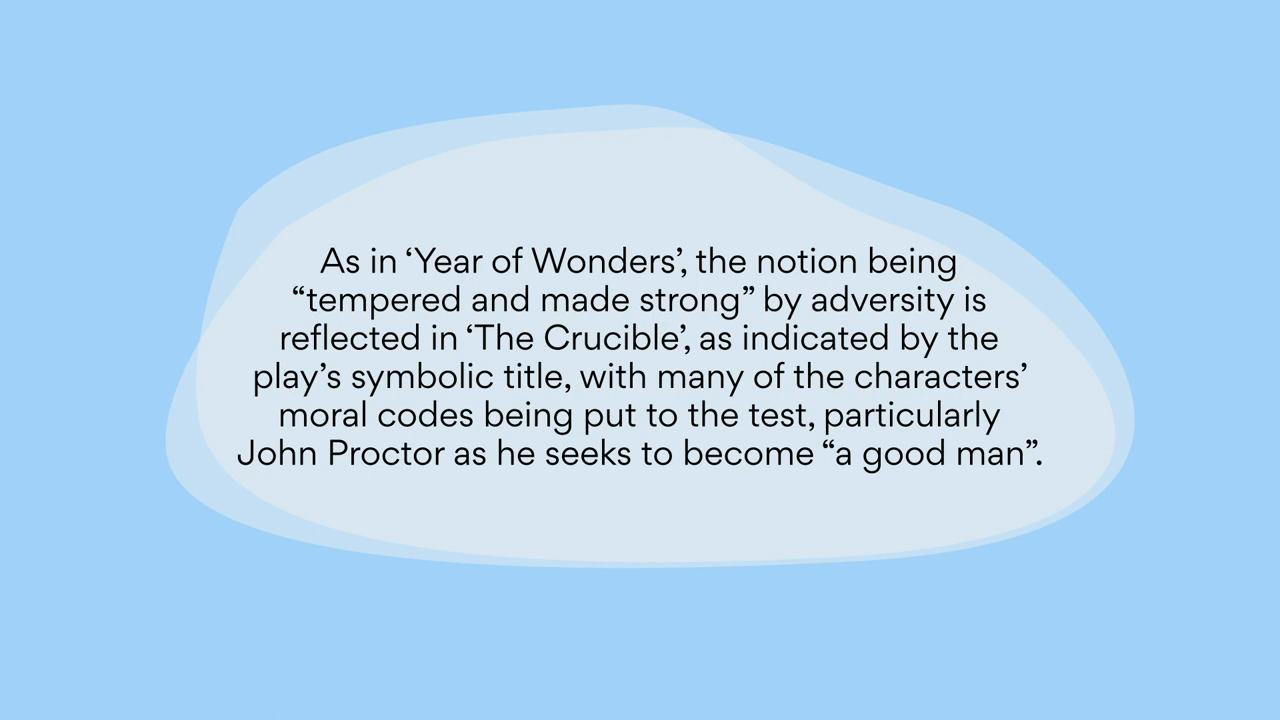 As in ‘Year of Wonders’, the notion being
“tempered and made strong” by adversity is
reflected in ‘The Crucible’, as indicated by the
play’s symbolic title, with many of the characters’
moral codes being put to the test, particularly
John Proctor as he seeks to become “a good man”.